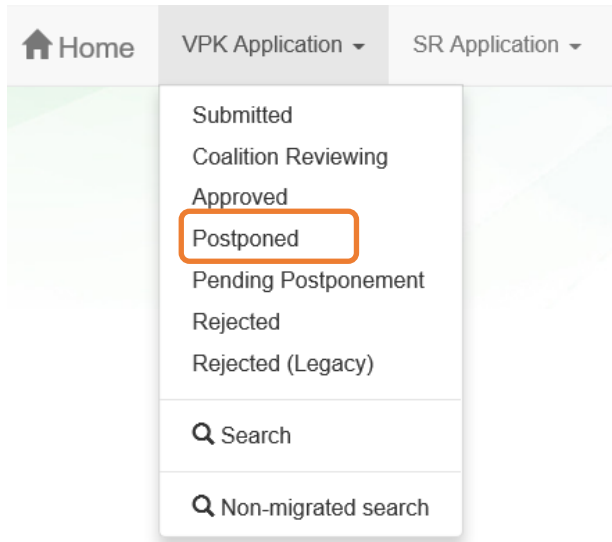 Home VPK Application SR Application
Submitted
Coalition Reviewing
Approved
Postponed
Pending Postponement
Rejected
Rejected (Legacy)
Search
Non-migrated search